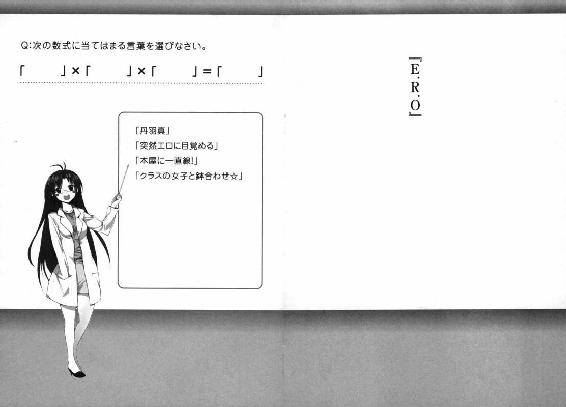 Q:次の数式に当てはまる言葉を選びなさい。
「　　」×「　　」×「　　」＝「　　」
「丹羽真」
「突然エロに目覚める」
「本屋に一直線!」
「クラスの女子と鉢合わせ☆」
『E.R.O』